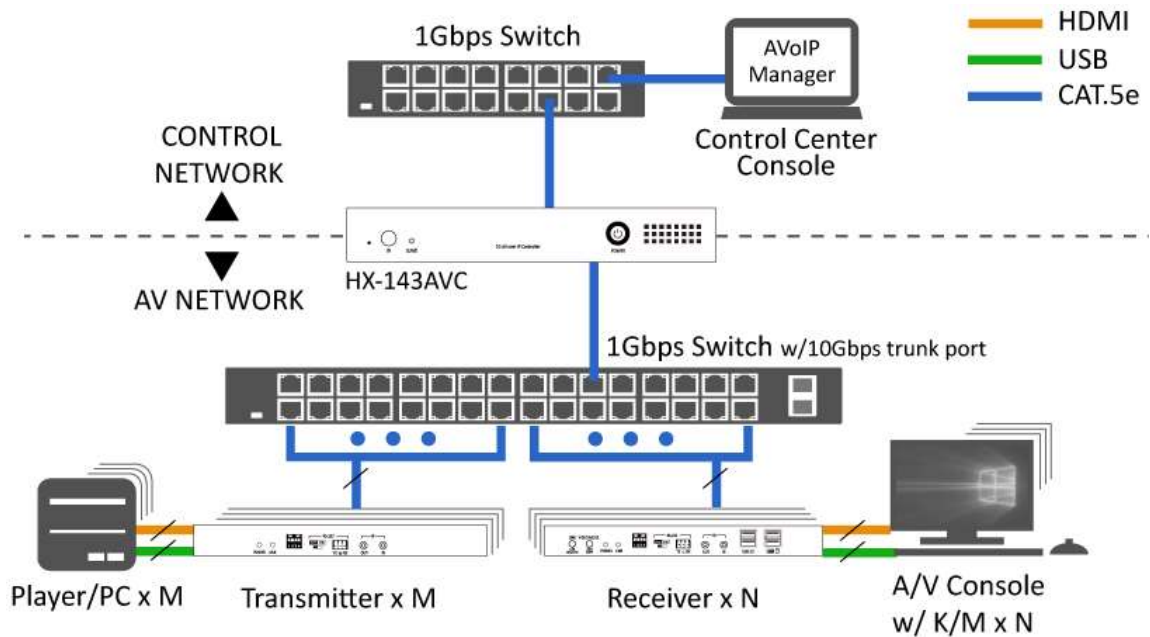 1Gbps Switch
AVoIP
Manager
HDMI
USB
CAT.5e
Control Center
Console
CONTROL
NETWORK
AV NETWORK
HX-143AVC
POWER
1Gbps Switch w/10Gbps trunk port
Player/PC x M
Transmitter x M
Receiver x N
A/V Console
w/ K/M x N